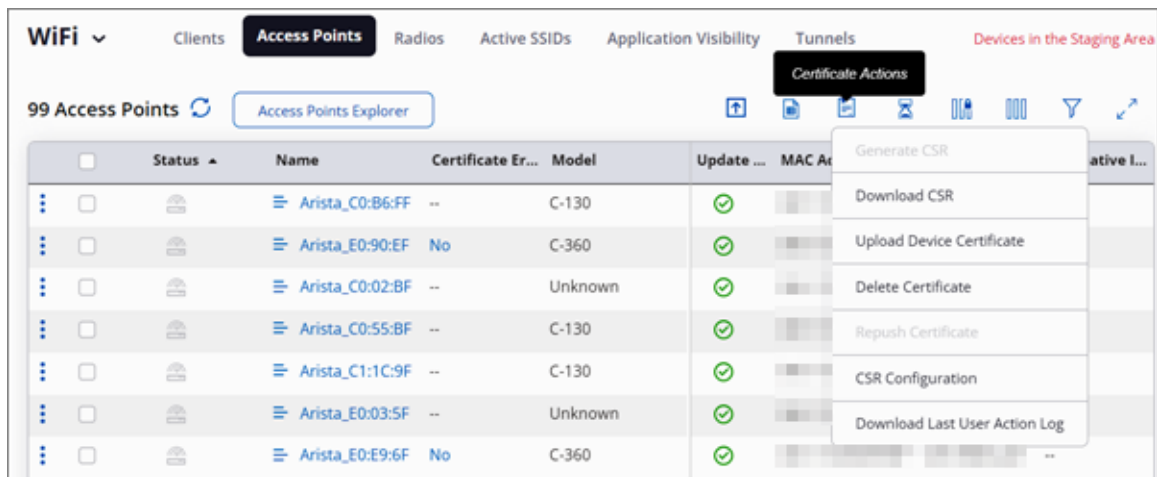 WiFi Clients Access Points Radios Active SSIDs Application Visibility Tunnels Devices in the Staging Area
Certificate Actions
99 Access Points Access Points Explorer
Status Name Certificate Er... Model Update ... MAC Ad ative I...
Arista_C0:B6:FF -- C-130
Arista_E0:90:EF No C-360
Arista_C0:02:BF -- Unknown
Arista_C0:55:BF -- C-130
Arista_C1:1C:9F -- C-130
Arista_E0:03:5F -- Unknown
Arista_E0:E9:6F No C-360 --
Generate CSR
Download CSR
Upload Device Certificate
Delete Certificate
Repush Certificate
CSR Configuration
Download Last User Action Log